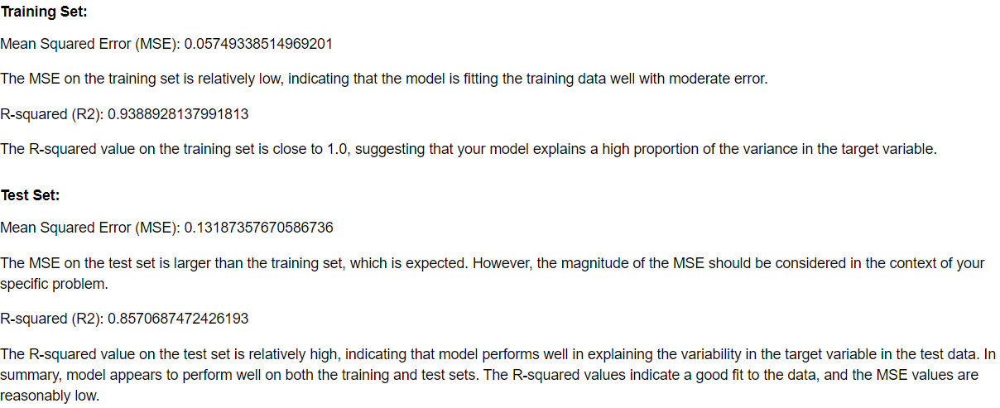 Training Set:
Mean Squared Error (MSE): 0.05749338514969201
The MSE on the training set is relatively low, indicating that the model is fitting the training data well with moderate error.
R-squared (R2): 0.9388928137991813
The R-squared value on the training set is close to 1.0, suggesting that your model explains a high proportion of the variance in the target variable.
Test Set:
Mean Squared Error (MSE): 0.13187357670586736
The MSE on the test set is larger than the training set, which is expected. However, the magnitude of the MSE should be considered in the context of your
specific problem.
R-squared (R2): 0.8570687472426193
The R-squared value on the test set is relatively high, indicating that model performs well in explaining the variability in the target variable in the test data. In
summary, model appears to perform well on both the training and test sets. The R-squared values indicate a good fit to the data, and the MSE values are
reasonably low.